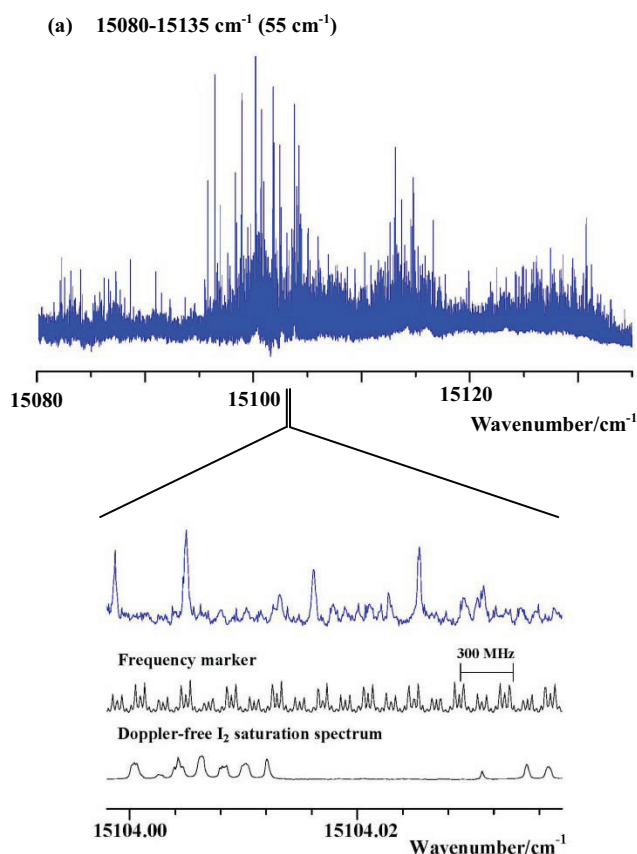 (a) 15080-15135 cm⁻¹ (55 cm⁻¹)
15080 15100 15120
Wavenumber/cm⁻¹
Frequency marker
300 MHz
Doppler-free I₂ saturation spectrum
15104.00 15104.02
Wavenumber/cm⁻¹